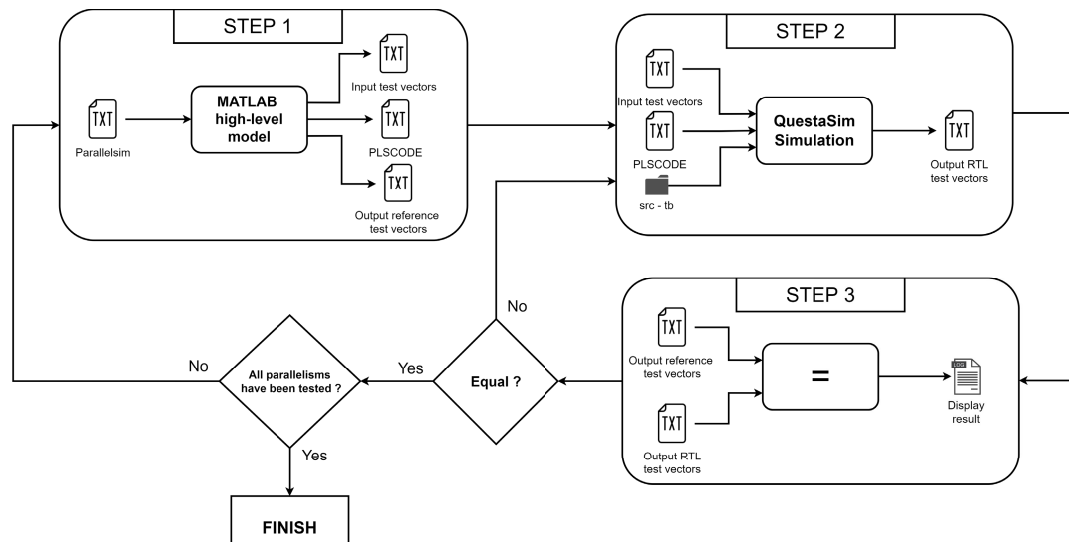 STEP 1
TXT
Input test vectors
TXT
Parallelsim
MATLAB
high-level
model
TXT
PLSCODE
TXT
Output reference
test vectors
STEP 2
TXT
Input test vectors
TXT
PLSCODE
src - tb
QuestaSim
Simulation
TXT
Output RTL
test vectors
STEP 3
TXT
Output reference
test vectors
TXT
Output RTL
test vectors
=
LOG
Display
result
No
Equal ?
Yes
No
All parallelisms
have been tested ?
Yes
FINISH